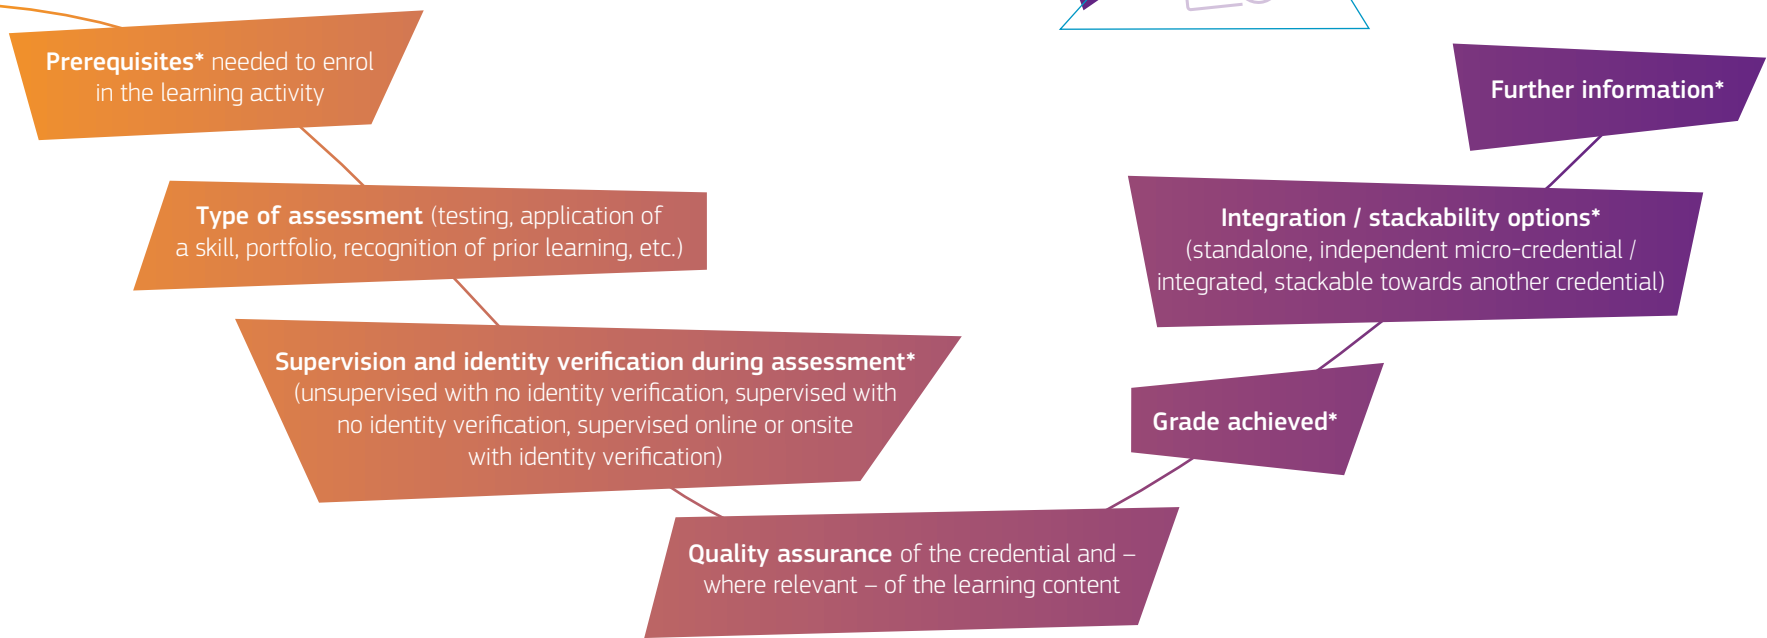 Prerequisites* needed to enrol
in the learning activity
Type of assessment (testing, application of
a skill, portfolio, recognition of prior learning, etc.)
Supervision and identity verification during assessment*
(unsupervised with no identity verification, supervised with
no identity verification, supervised online or onsite
with identity verification)
Quality assurance of the credential and –
where relevant – of the learning content
Grade achieved*
Integration / stackability options*
(standalone, independent micro-credential /
integrated, stackable towards another credential)
Further information*